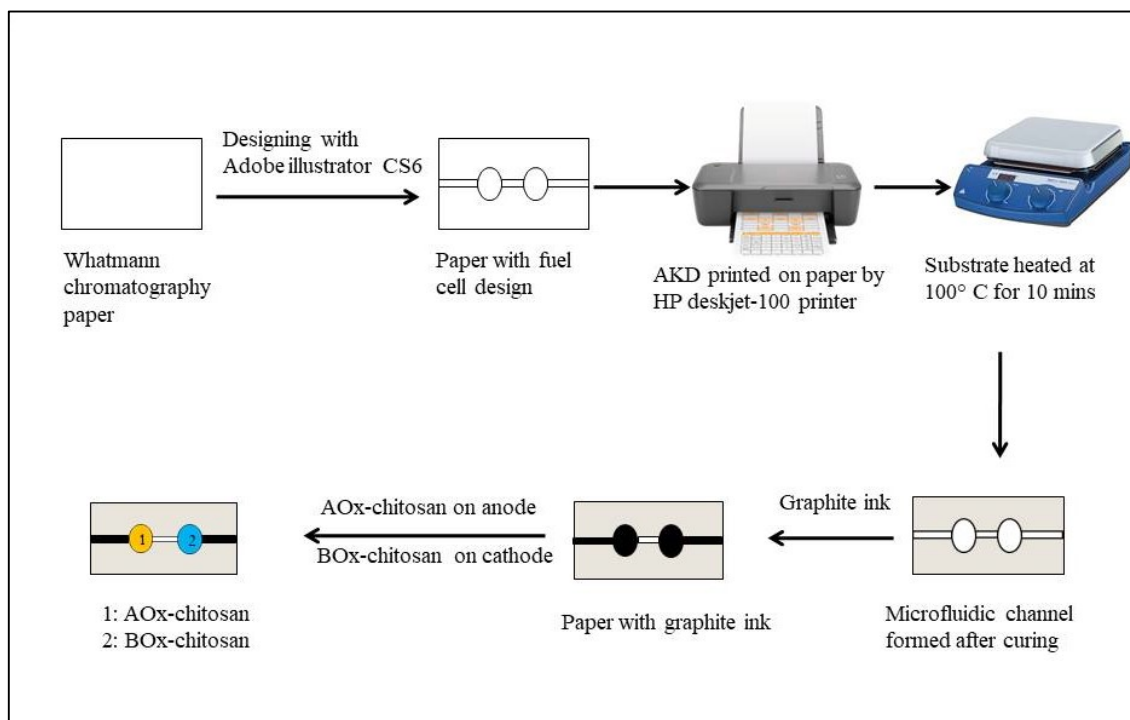 Designing with
Adobe illustrator CS6
Whatmann
chromatography
paper
Paper with fuel
cell design
AKD printed on paper by
HP deskjet-100 printer
Substrate heated at
100° C for 10 mins
AOx-chitosan on anode
BOx-chitosan on cathode
Graphite ink
1
2
1: AOx-chitosan
2: BOx-chitosan
Paper with graphite ink
Microfluidic channel
formed after curing